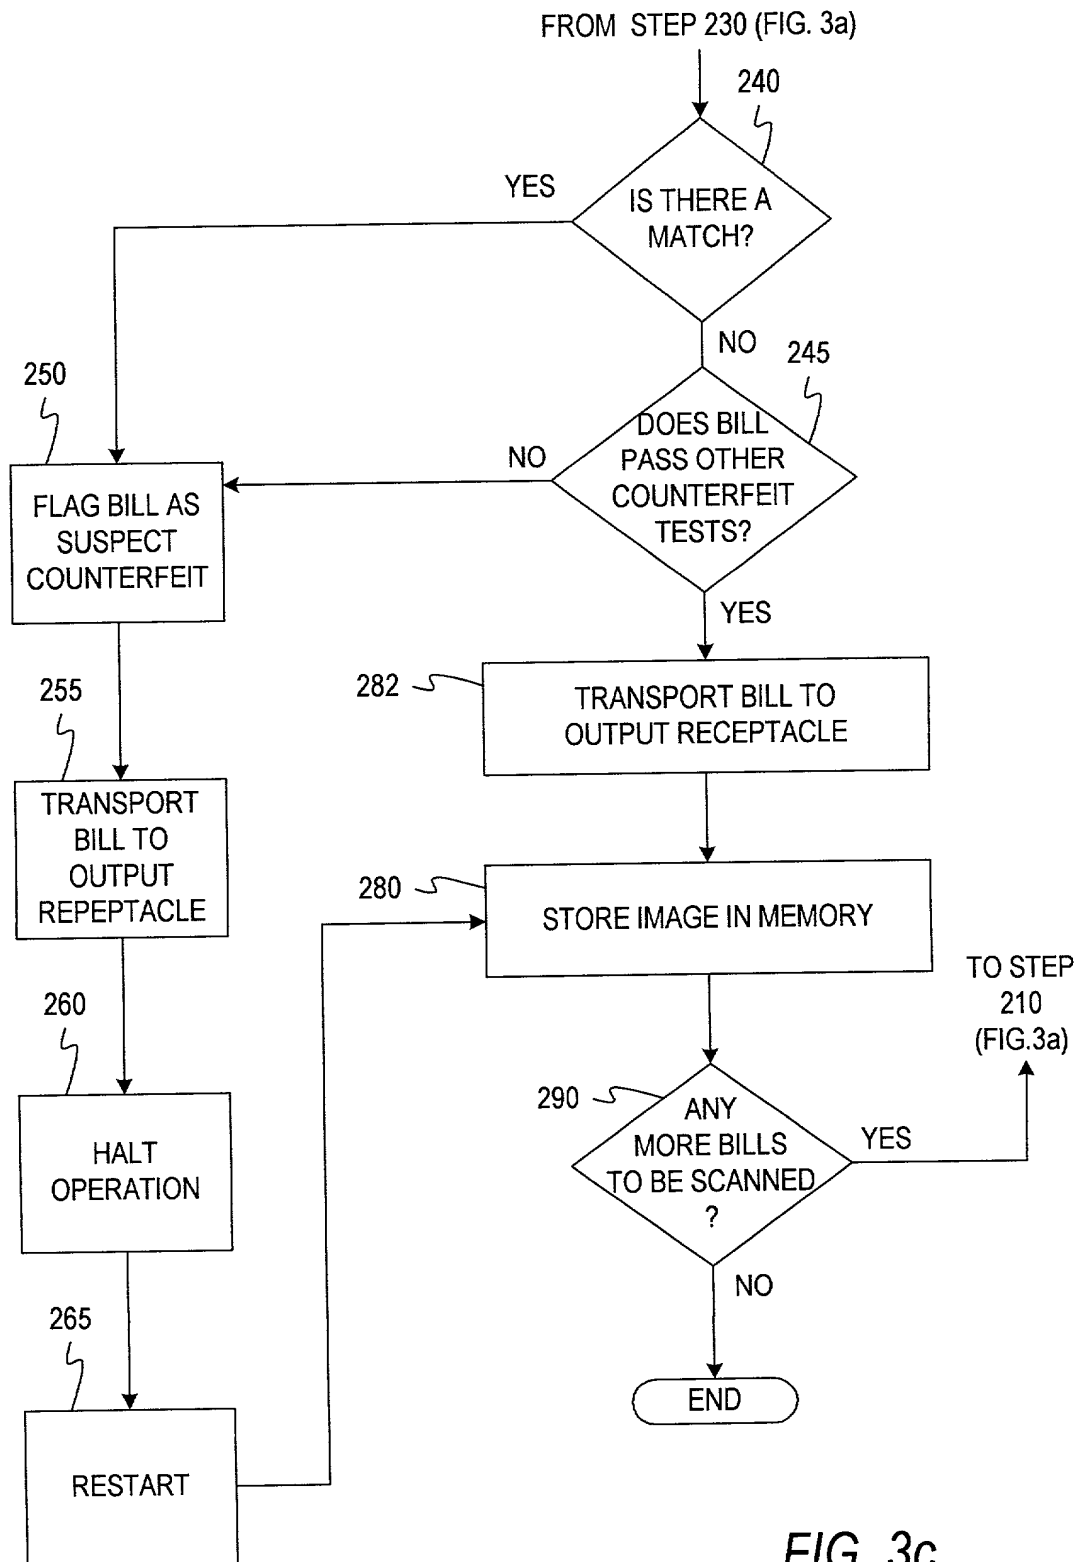 FROM STEP 230 (FIG. 3a)
240
YES
IS THERE A
MATCH?
NO
245
250
DOES BILL
PASS OTHER
COUNTERFEIT
TESTS?
NO
FLAG BILL AS
SUSPECT
COUNTERFEIT
YES
255
282
TRANSPORT BILL TO
OUTPUT RECEPTACLE
TRANSPORT
BILL TO
OUTPUT
REPEPTACLE
280
STORE IMAGE IN MEMORY
TO STEP
210
(FIG.3a)
260
290
ANY
MORE BILLS
TO BE SCANNED
?
YES
HALT
OPERATION
NO
265
END
RESTART
FIG. 3c